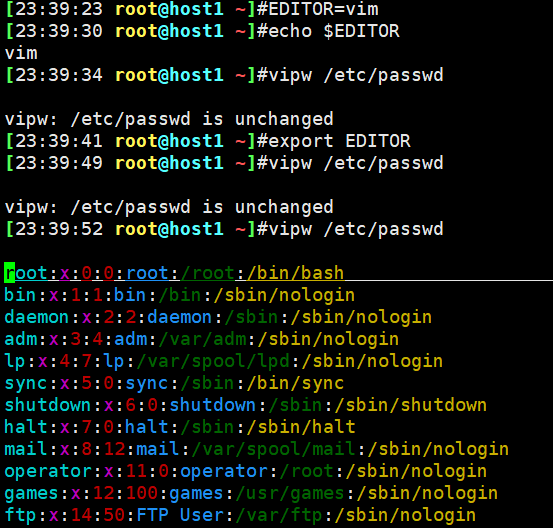 [23:39:23 root@host1 ~]#EDITOR=vim
[23:39:30 root@host1 ~]#echo $EDITOR
vim
[23:39:34 root@host1 ~]#vipw /etc/passwd
vipw: /etc/passwd is unchanged
[23:39:41 root@host1 ~]#export EDITOR
[23:39:49 root@host1 ~]#vipw /etc/passwd
vipw: /etc/passwd is unchanged
[23:39:52 root@host1 ~]#vipw /etc/passwd
root:x:0:0:root:/root:/bin/bash
bin:x:1:1:bin:/bin:/sbin/nologin
daemon:x:2:2:daemon:/sbin:/sbin/nologin
adm:x:3:4:adm:/var/adm:/sbin/nologin
lp:x:4:7:lp:/var/spool/lpd:/sbin/nologin
sync:x:5:0:sync:/sbin:/bin/sync
shutdown:x:6:0:shutdown:/sbin:/sbin/shutdown
halt:x:7:0:halt:/sbin:/sbin/halt
mail:x:8:12:mail:/var/spool/mail:/sbin/nologin
operator:x:11:0:operator:/root:/sbin/nologin
games:x:12:100:games:/usr/games:/sbin/nologin
ftp:x:14:50:FTP User:/var/ftp:/sbin/nologin